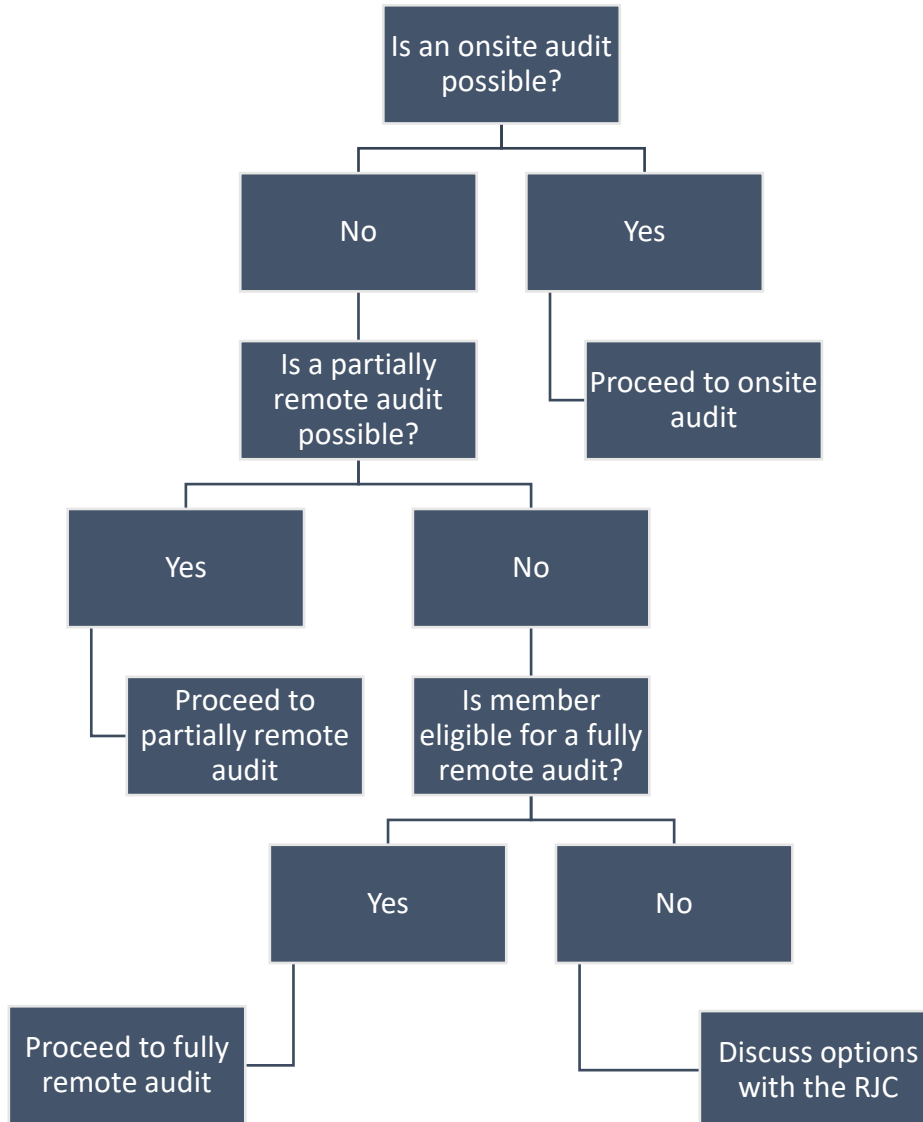 Is an onsite audit
possible?
No
Yes
Is a partially
remote audit
possible?
Proceed to onsite
audit
Yes
No
Proceed to
partially remote
audit
Is member
eligible for a fully
remote audit?
Yes
No
Proceed to fully
remote audit
Discuss options
with the RJC